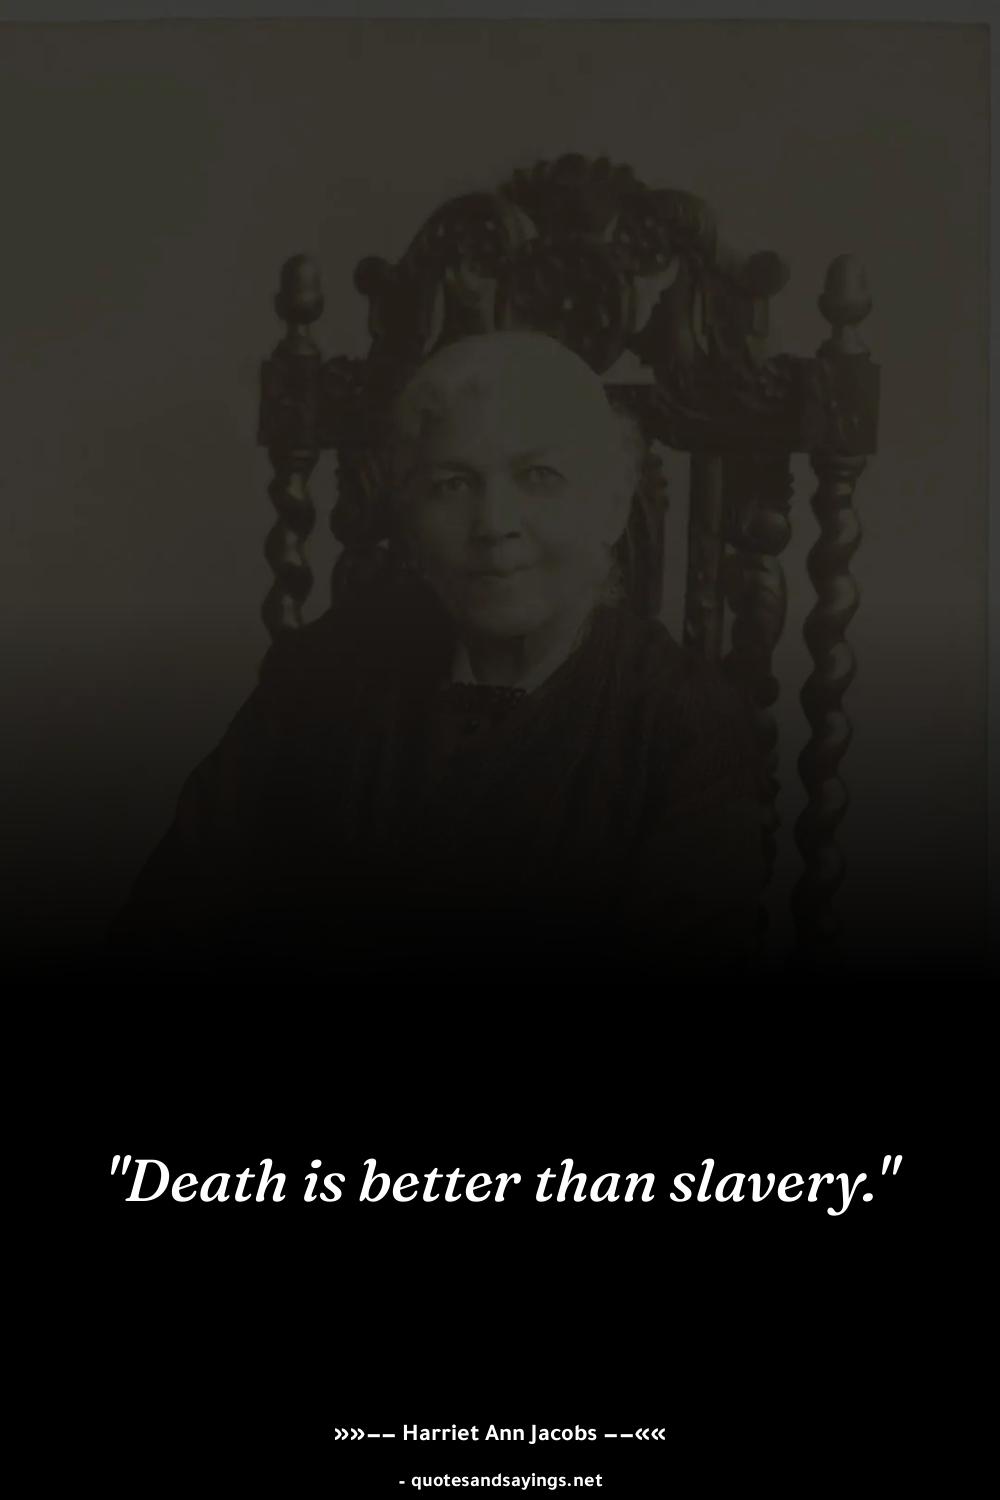 "Death is better than slavery."
»»–– Harriet Ann Jacobs ––««
- quotesandsayings.net